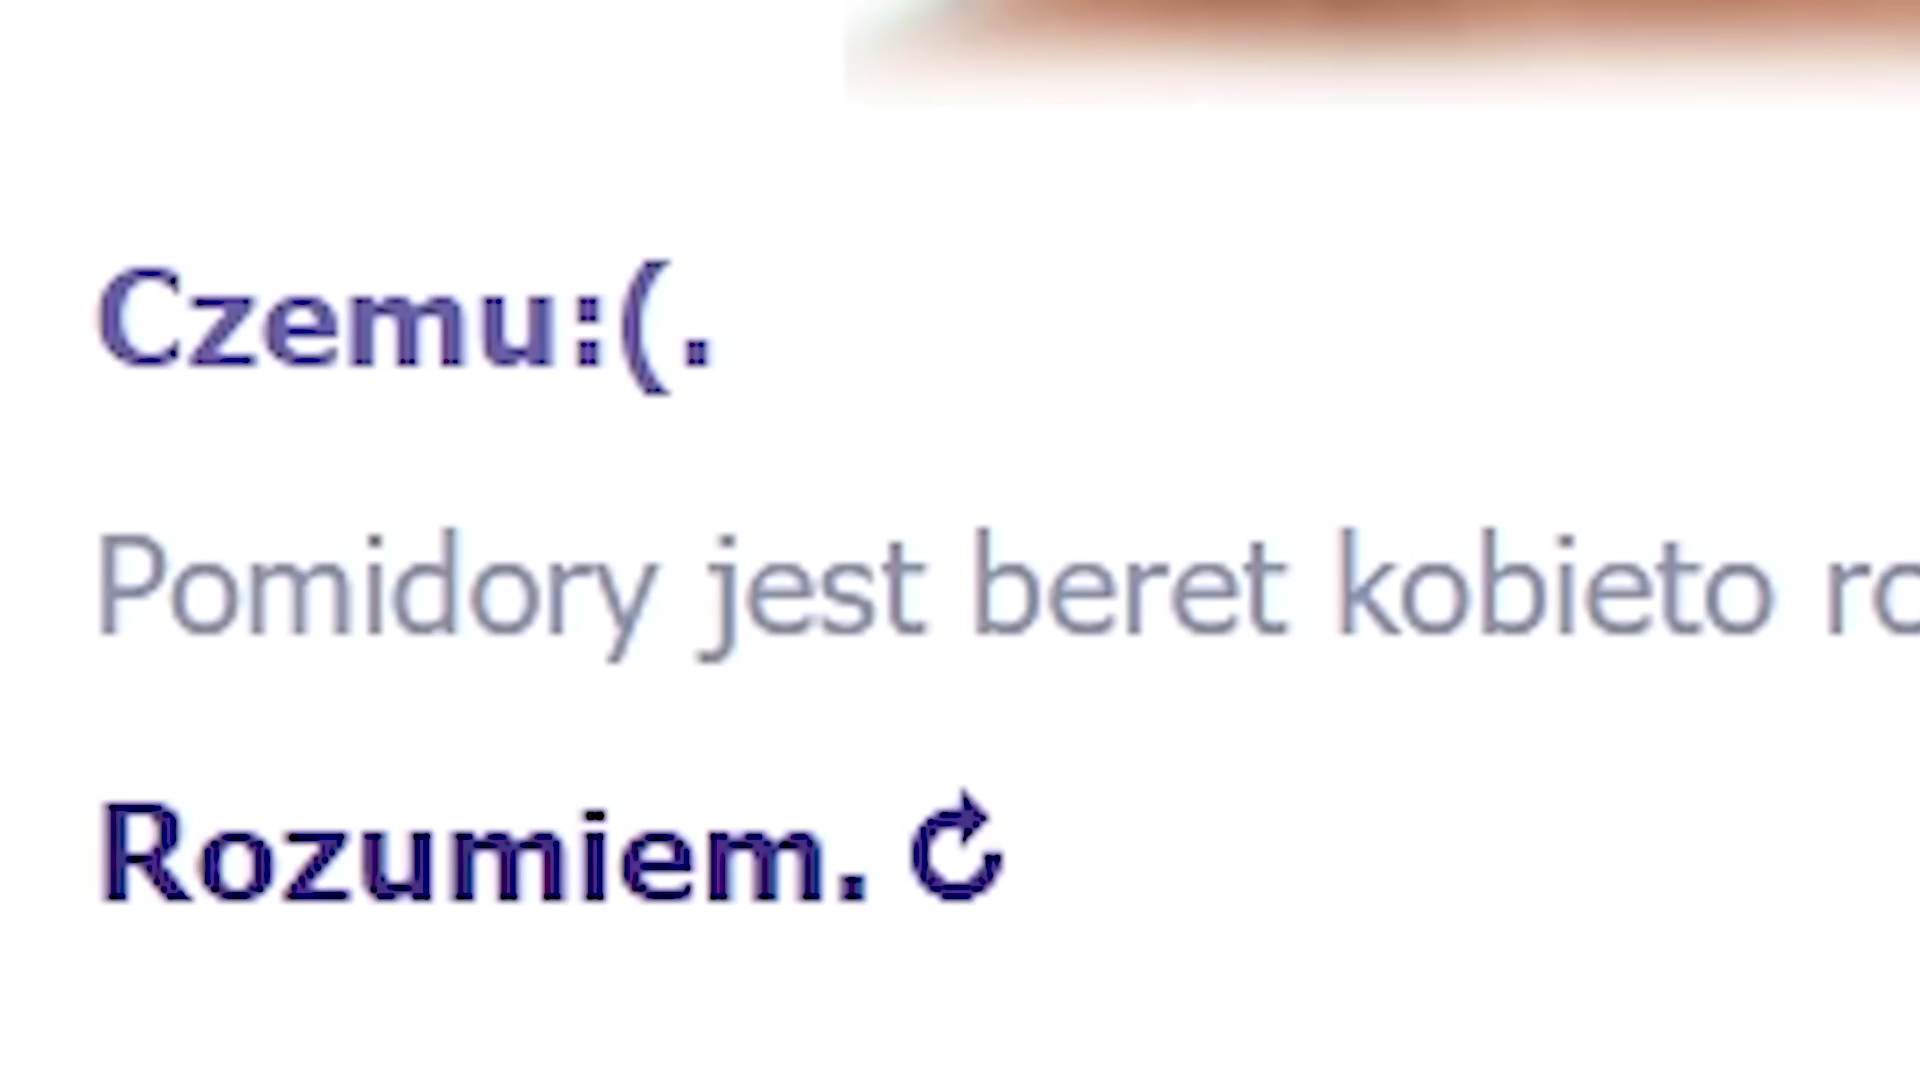 Czemu:(.
Pomidory jest beret kobieto
Rozumiem.